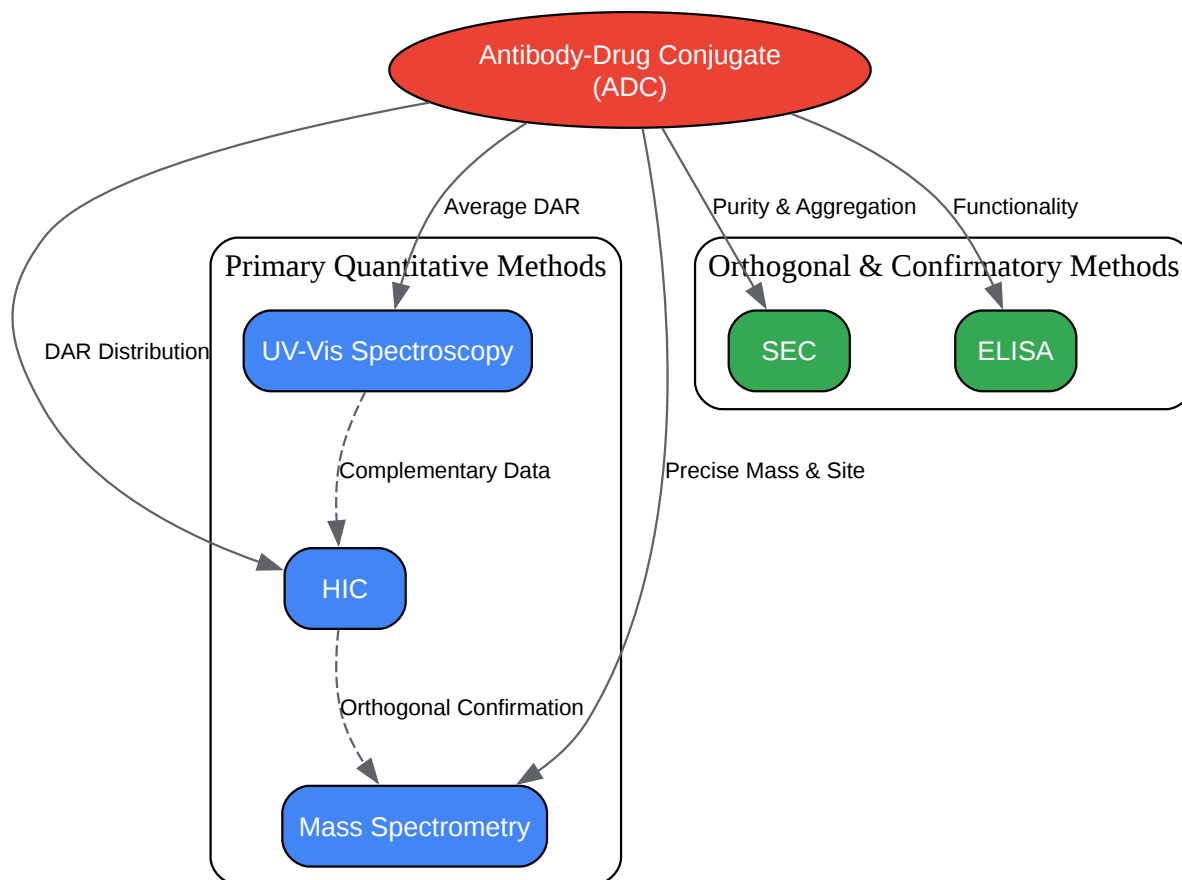 Antibody-Drug Conjugate
(ADC)
Average DAR
Purity & Aggregation
Functionality
Primary Quantitative Methods
Orthogonal & Confirmatory Methods
UV-Vis Spectroscopy
SEC
ELISA
DAR Distribution
Complementary Data
Precise Mass & Site
HIC
Orthogonal Confirmation
Mass Spectrometry